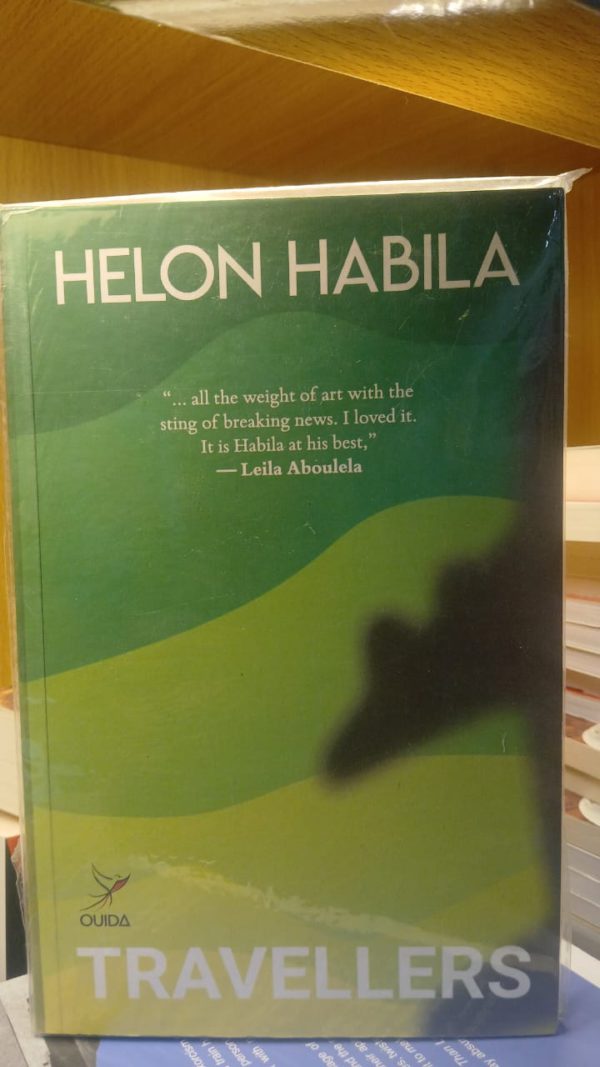 HELON HABILA
“... all the weight of art with the
sting of breaking news. I loved it.
It is Habila at his best,”
— Leila Aboulela
OUIDA
TRAVELLERS